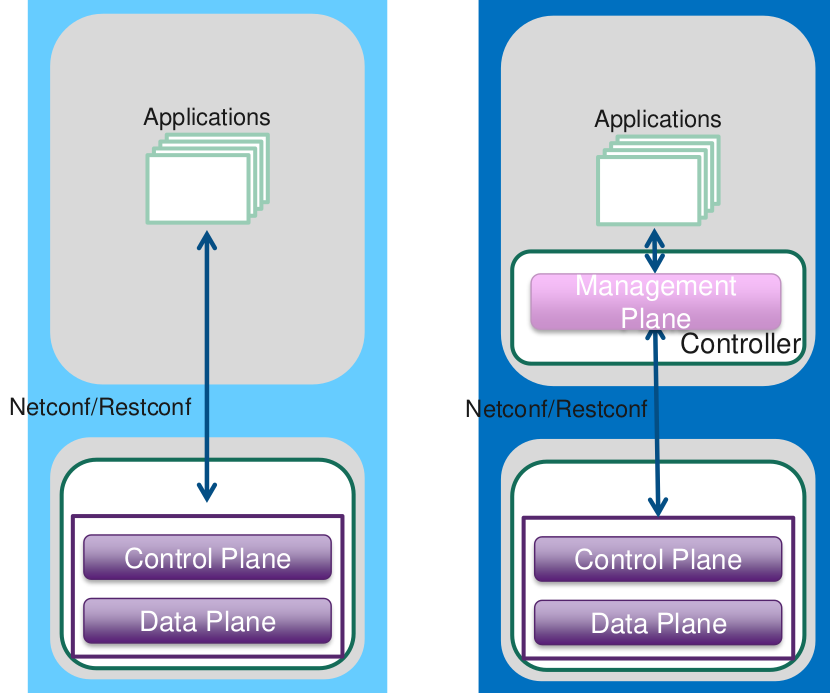 Applications
Netconf/Restconf
Control Plane
Data Plane
Applications
Management
Plane
Controller
Netconf/Restconf
Control Plane
Data Plane